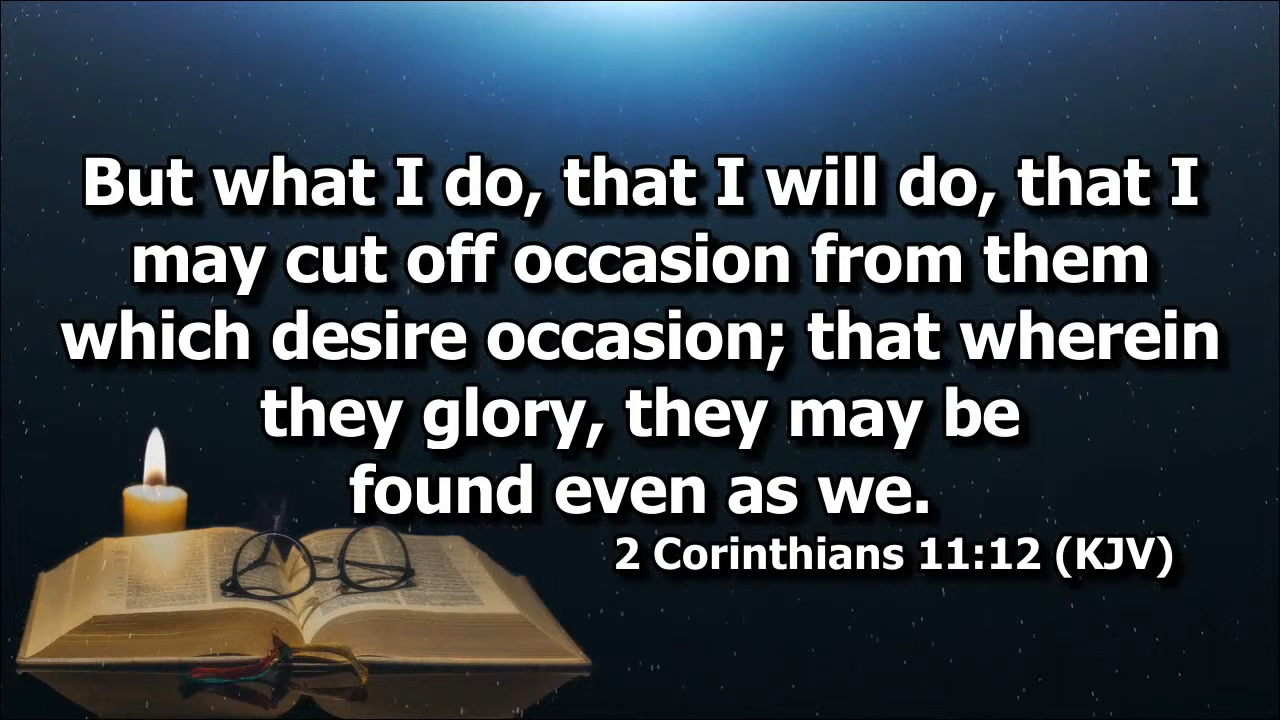 But what I do, that I will do, that I
may cut off occasion from them
which desire occasion; that wherein
they glory, they may be
found even as we.
2 Corinthians 11:12 (KJV)